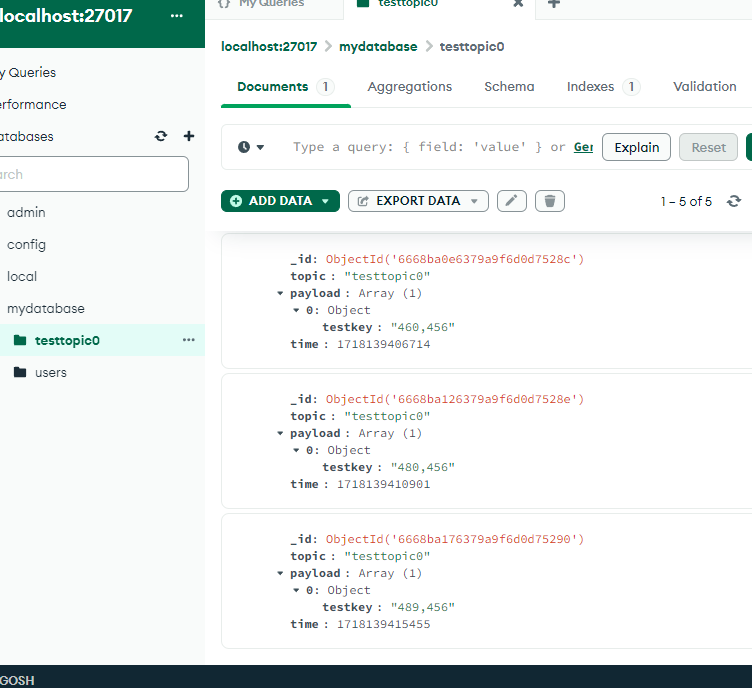 localhost:27017 ...
My Queries
testtopic0
localhost:27017 > mydatabase > testtopic0
y Queries
erformance
atabases
arch
admin
config
local
mydatabase
testtopic0 ...
users
Documents 1 Aggregations Schema Indexes 1 Validation
Type a query: { field: 'value' } or Ger Explain Reset
ADD DATA EXPORT DATA 1 – 5 of 5
_id: ObjectId('6668ba0e6379a9f6d0d7528c')
topic : "testtopic0"
payload : Array (1)
0: Object
testkey : "460,456"
time : 1718139406714
_id: ObjectId('6668ba126379a9f6d0d7528e')
topic : "testtopic0"
payload : Array (1)
0: Object
testkey : "480,456"
time : 1718139410901
_id: ObjectId('6668ba176379a9f6d0d75290')
topic : "testtopic0"
payload : Array (1)
0: Object
testkey : "489,456"
time : 1718139415455
GOSH